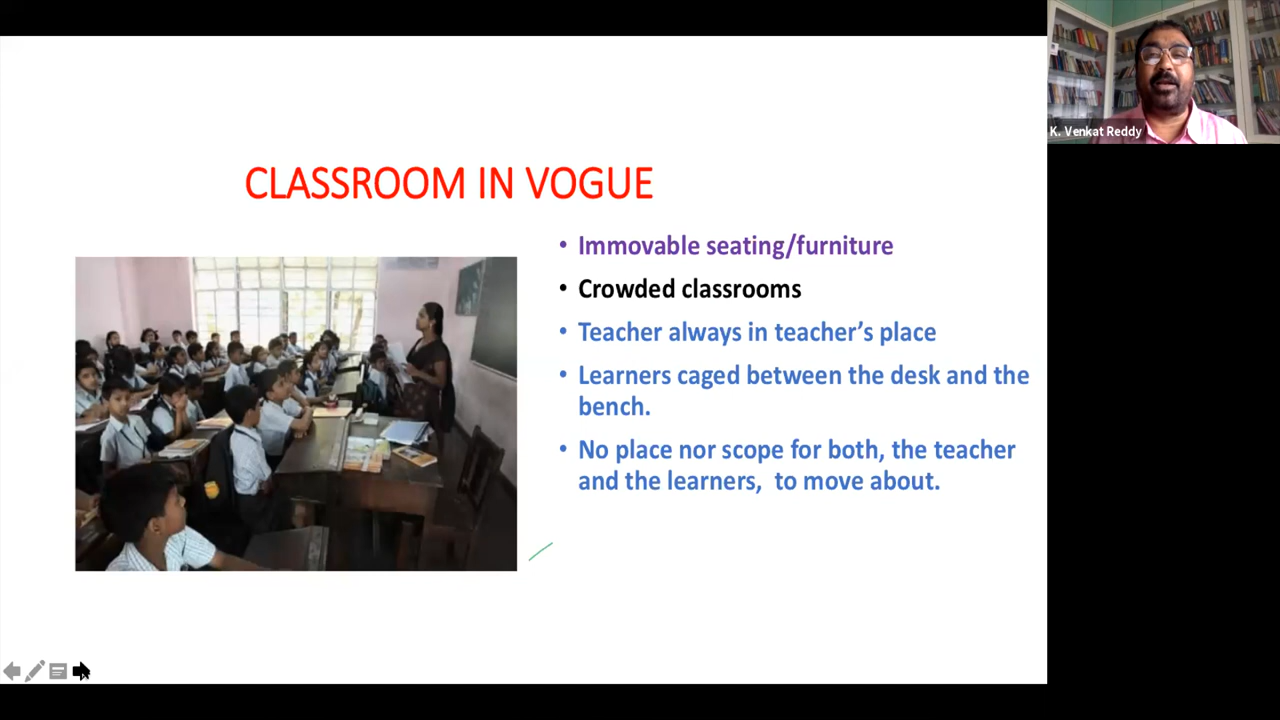 K. Venkat Reddy
CLASSROOM IN VOGUE
• Immovable seating/furniture
• Crowded classrooms
• Teacher always in teacher’s place
• Learners caged between the desk and the
bench.
• No place nor scope for both, the teacher
and the learners,  to move about.